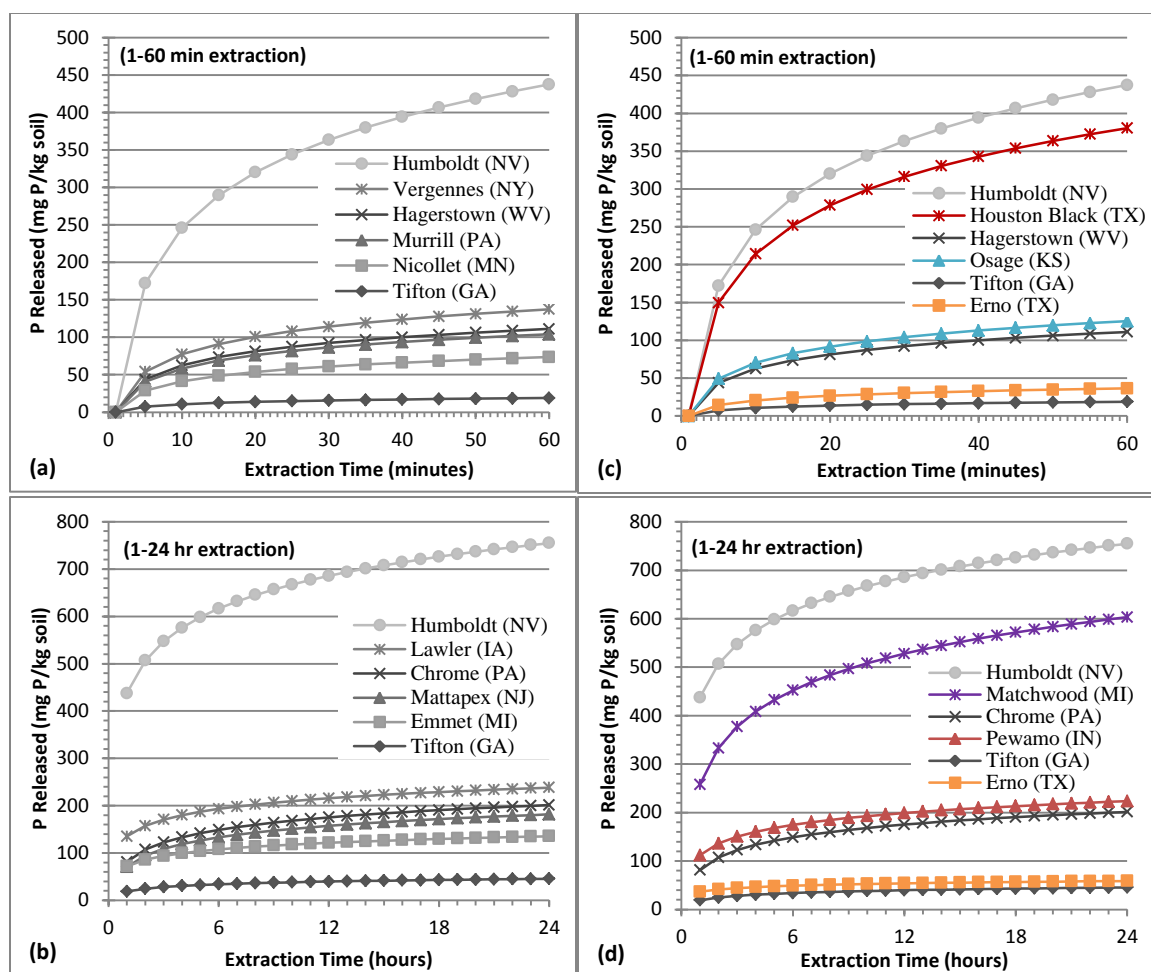 (1-60 min extraction)
P Released (mg P/kg soil)
500
450
400
350
300
250
200
150
100
50
0
Humboldt (NV)
Vergennes (NY)
Hagerstown (WV)
Murrill (PA)
Nicollet (MN)
Tifton (GA)
0 10 20 30 40 50 60
Extraction Time (minutes)
(a)
(1-60 min extraction)
P Released (mg P/kg soil)
500
450
400
350
300
250
200
150
100
50
0
Humboldt (NV)
Houston Black (TX)
Hagerstown (WV)
Osage (KS)
Tifton (GA)
Erno (TX)
0 20 40 60
Extraction Time (minutes)
(c)
(1-24 hr extraction)
P Released (mg P/kg soil)
800
700
600
500
400
300
200
100
0
Humboldt (NV)
Lawler (IA)
Chrome (PA)
Mattapex (NJ)
Emmet (MI)
Tifton (GA)
0 6 12 18 24
Extraction Time (hours)
(b)
(1-24 hr extraction)
P Released (mg P/kg soil)
800
700
600
500
400
300
200
100
0
Humboldt (NV)
Matchwood (MI)
Chrome (PA)
Pewamo (IN)
Tifton (GA)
Erno (TX)
0 6 12 18 24
Extraction Time (hours)
(d)